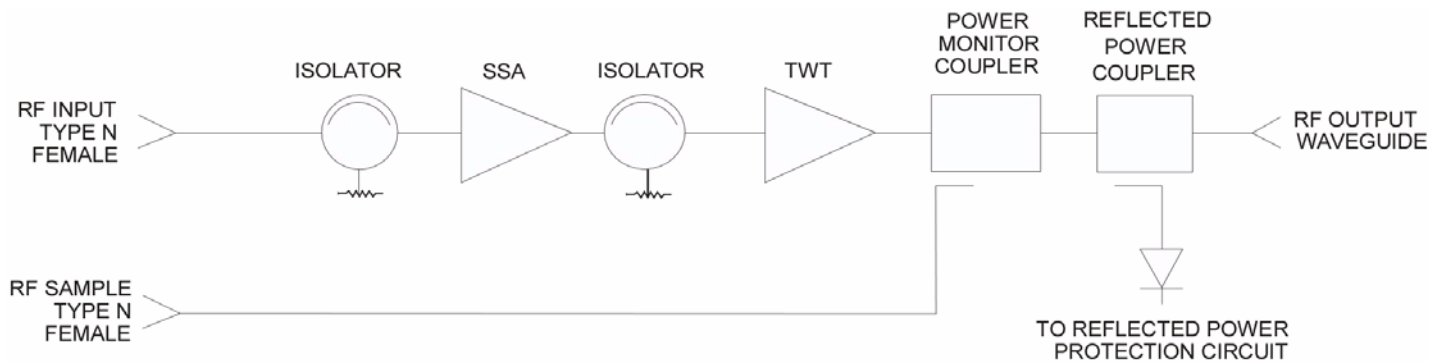 ISOLATOR
SSA
ISOLATOR
TWT
POWER
MONITOR
COUPLER
REFLECTED
POWER
COUPLER
RF INPUT
TYPE N
FEMALE
RF OUTPUT
WAVEGUIDE
RF SAMPLE
TYPE N
FEMALE
TO REFLECTED POWER
PROTECTION CIRCUIT